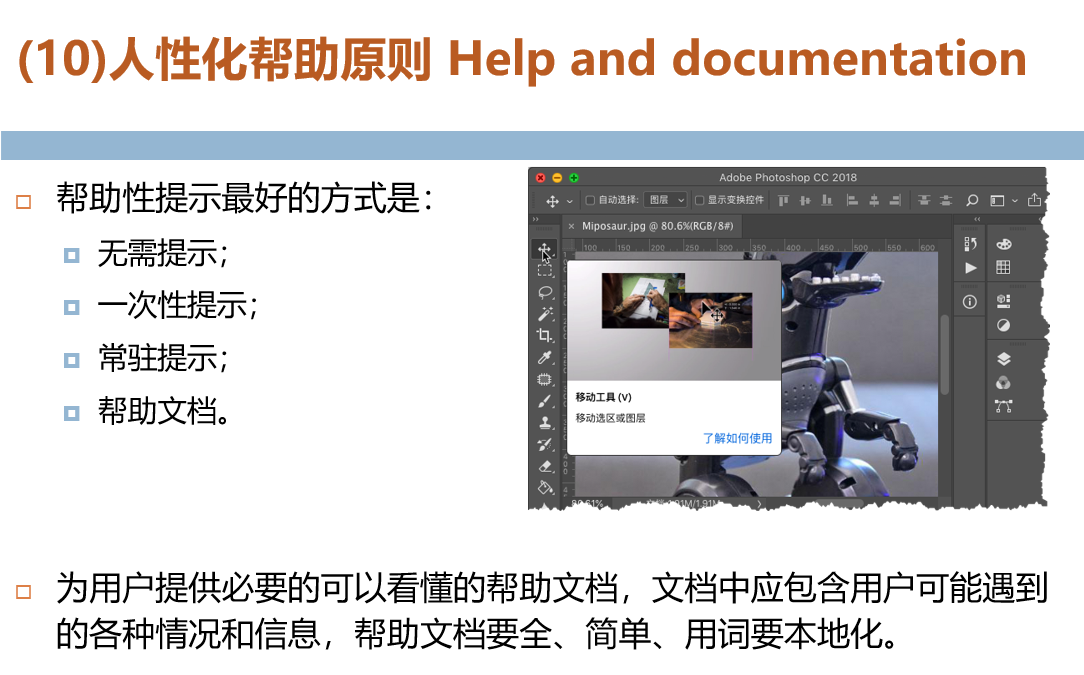 (10)人性化帮助原则 Help and documentation
帮助性提示最好的方式是：
无需提示；
一次性提示；
常驻提示；
帮助文档。
Adobe Photoshop CC 2018
自动选择： 图层 显示变换控件
Miposaur.jpg @ 80.6%(RGB/8#)
100 150 200 250 300 350 400 450 500 550 600
移动工具 (V)
移动选区或图层
了解如何使用
为用户提供必要的可以看懂的帮助文档，文档中应包含用户可能遇到
的各种情况和信息，帮助文档要全、简单、用词要本地化。